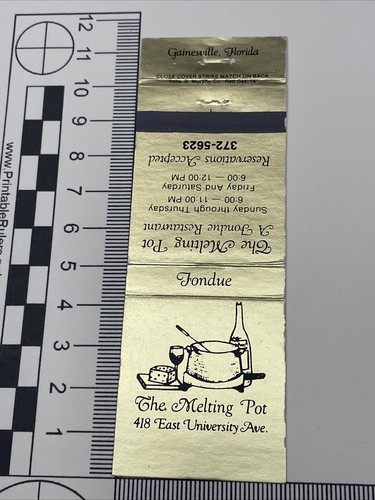 Gainesville, Florida
CLOSE COVER STRIKE MATCH ON BACK
372-5623
Reservations Accepted
6:00 — 12:00 PM
Friday And Saturday
6:00 — 11:00 PM
Sunday through Thursday
A Fondue Restaurant
The Melting Pot
Fondue
The Melting Pot
418 East University Ave.
www.PrintableRulers.
12
11
10
9
8
7
6
5
4
3
2
1